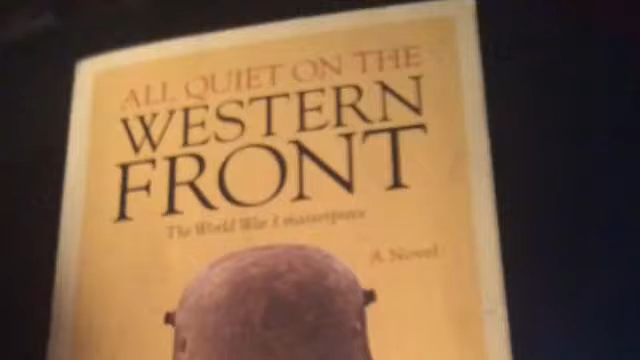 ALL QUIET ON THE
WESTERN
FRONT
The World War I masterpiece
A Novel